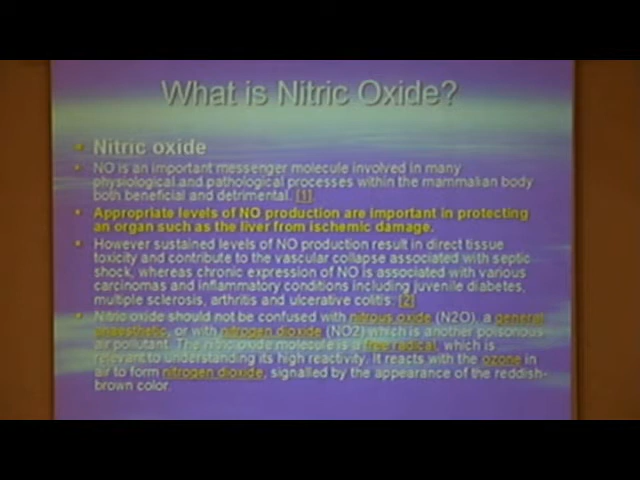 What is Nitric Oxide?
Nitric oxide
NO is an important messenger molecule involved in many
physiological and pathological processes within the mammalian body
both beneficial and detrimental. [1].
Appropriate levels of NO production are important in protecting
an organ such as the liver from ischemic damage.
However sustained levels of NO production result in direct tissue
toxicity and contribute to the vascular collapse associated with septic
shock, whereas chronic expression of NO is associated with various
carcinomas and inflammatory conditions including juvenile diabetes,
multiple sclerosis, arthritis and ulcerative colitis. [2]
Nitric oxide should not be confused with nitrous oxide (N2O), a general
anaesthetic, or with nitrogen dioxide (NO2) which is another poisonous
air pollutant. The nitric oxide molecule is a free radical, which is
relevant to understanding its high reactivity. It reacts with the ozone in
air to form nitrogen dioxide, signalled by the appearance of the reddish-
brown color.